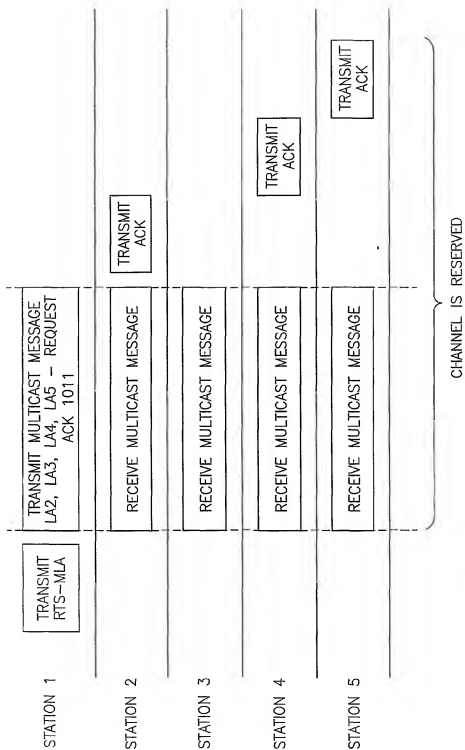 STATION 1
TRANSMIT
RTS-MLA
TRANSMIT MULTICAST MESSAGE
LA2, LA3, LA4, LA5 - REQUEST
ACK 1011
STATION 2
RECEIVE MULTICAST MESSAGE
TRANSMIT
ACK
STATION 3
RECEIVE MULTICAST MESSAGE
STATION 4
RECEIVE MULTICAST MESSAGE
TRANSMIT
ACK
STATION 5
RECEIVE MULTICAST MESSAGE
TRANSMIT
ACK
CHANNEL IS RESERVED